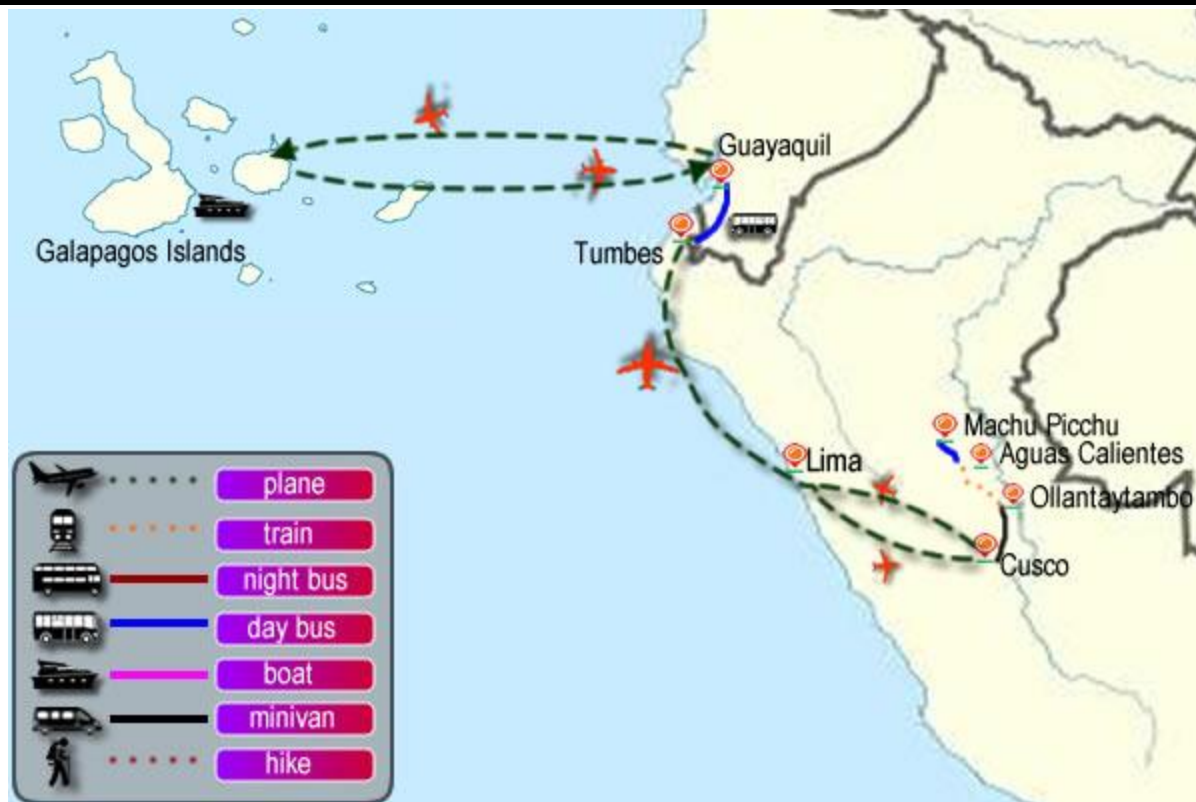 Guayaquil
Galapagos Islands
Tumbes
Machu Picchu
Lima
Aguas Calientes
Ollantaytambo
Cusco
plane
train
night bus
day bus
boat
minivan
hike